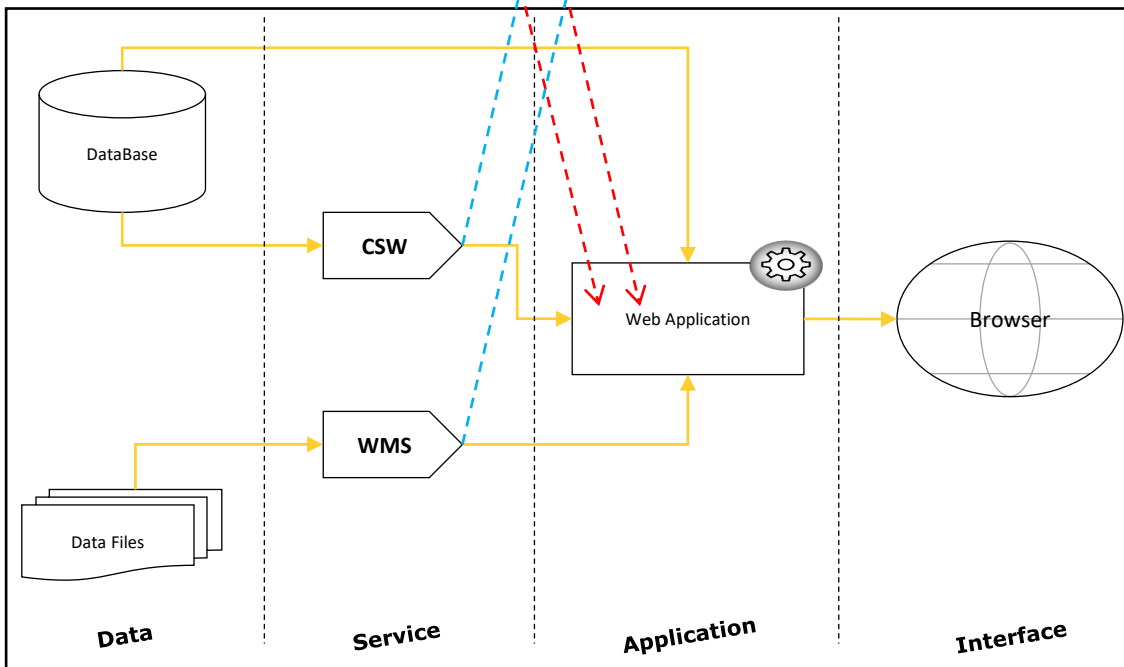 DataBase
CSW
Web Application
Browser
WMS
Data Files
Data
Service
Application
Interface